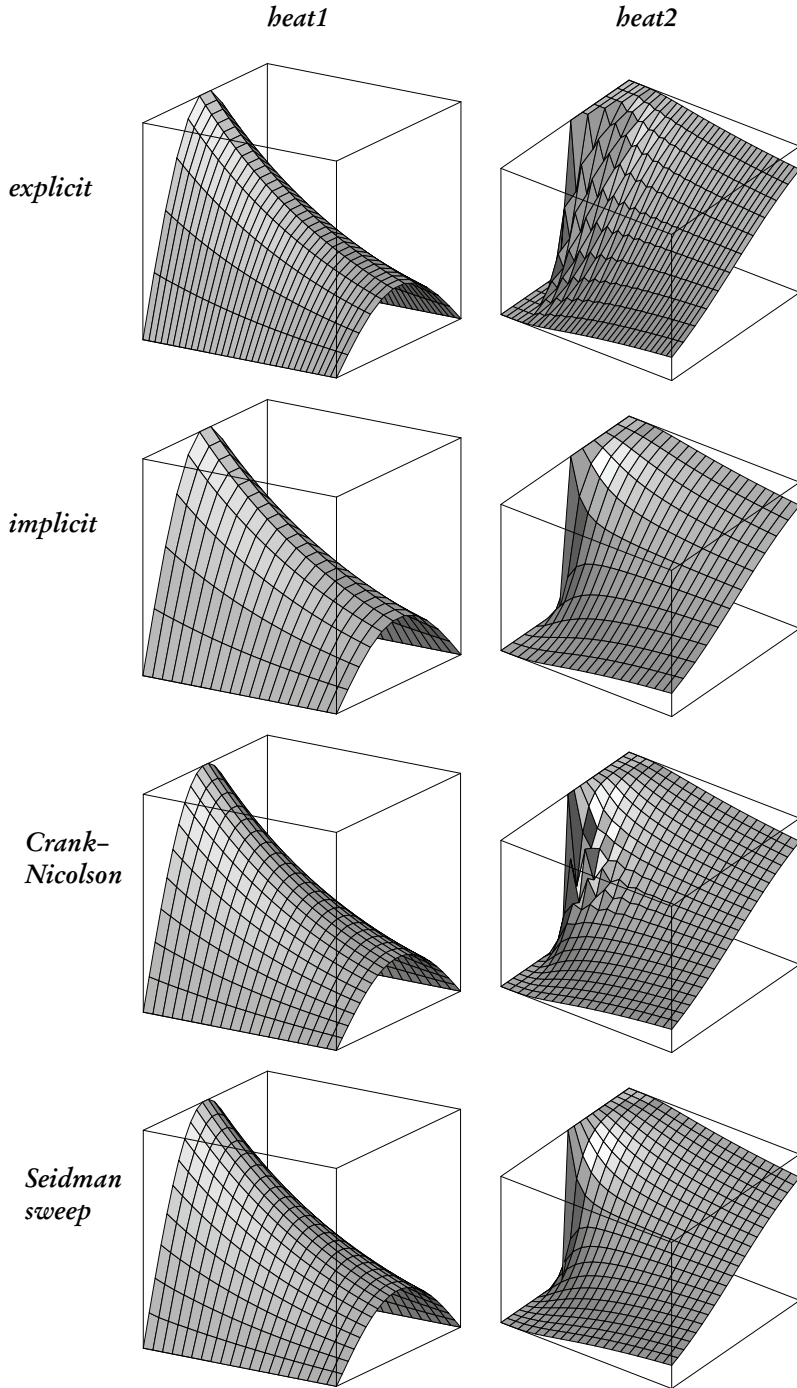 heat1
heat2
explicit
implicit
Crank–
Nicolson
Seidman
sweep